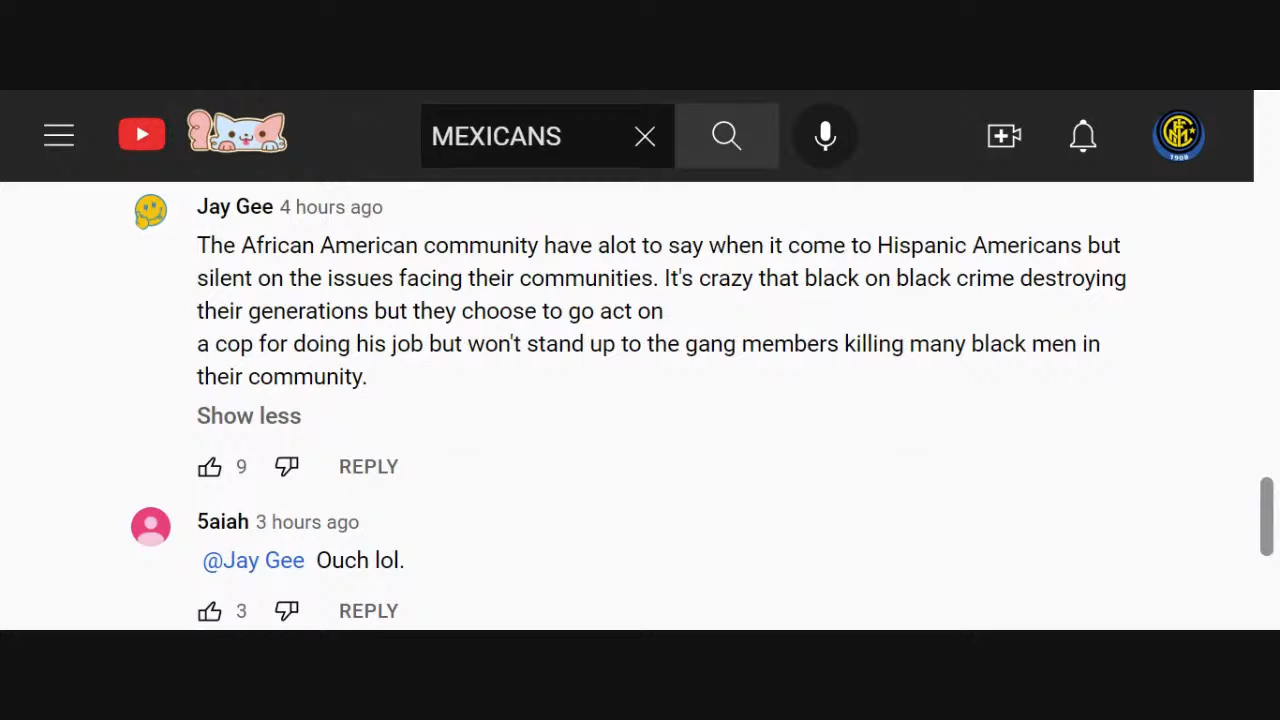 MEXICANS
1908
Jay Gee 4 hours ago
The African American community have alot to say when it come to Hispanic Americans but
silent on the issues facing their communities. It's crazy that black on black crime destroying
their generations but they choose to go act on
a cop for doing his job but won't stand up to the gang members killing many black men in
their community.
Show less
9 REPLY
5aiah 3 hours ago
@Jay Gee Ouch lol.
3 REPLY